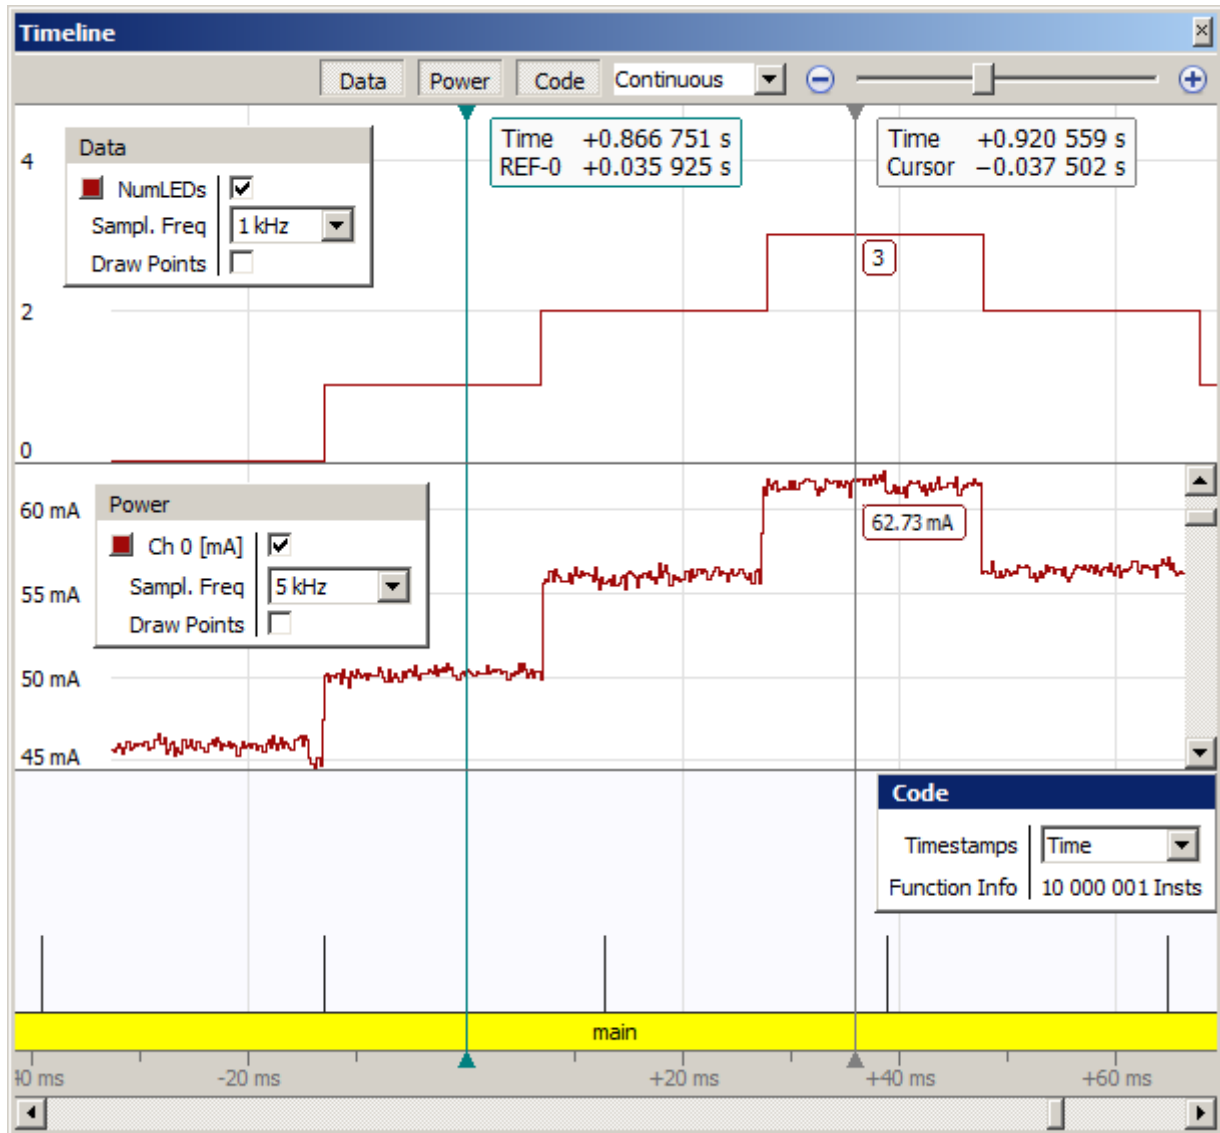 Timeline
Data Power Code Continuous
Time +0.866 751 s
REF-0 +0.035 925 s
Time +0.920 559 s
Cursor −0.037 502 s
4
Data
NumLEDs
Sampl. Freq 1 kHz
Draw Points
3
2
0
60 mA
Power
Ch 0 [mA]
62.73 mA
Sampl. Freq 5 kHz
55 mA
Draw Points
50 mA
45 mA
Code
Timestamps Time
Function Info 10 000 001 Insts
main
40 ms -20 ms +20 ms +40 ms +60 ms